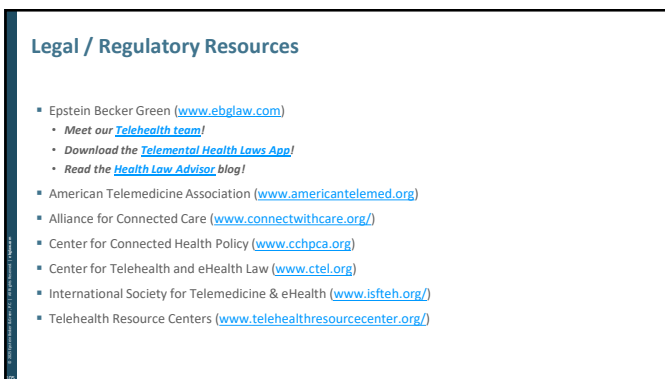 Legal / Regulatory Resources
▪ Epstein Becker Green (www.ebglaw.com)
• Meet our Telehealth team!
• Download the Telemental Health Laws App!
• Read the Health Law Advisor blog!
▪ American Telemedicine Association (www.americantelemed.org)
▪ Alliance for Connected Care (www.connectwithcare.org/)
▪ Center for Connected Health Policy (www.cchpca.org)
▪ Center for Telehealth and eHealth Law (www.ctel.org)
▪ International Society for Telemedicine & eHealth (www.isfteh.org/)
▪ Telehealth Resource Centers (www.telehealthresourcecenter.org/)